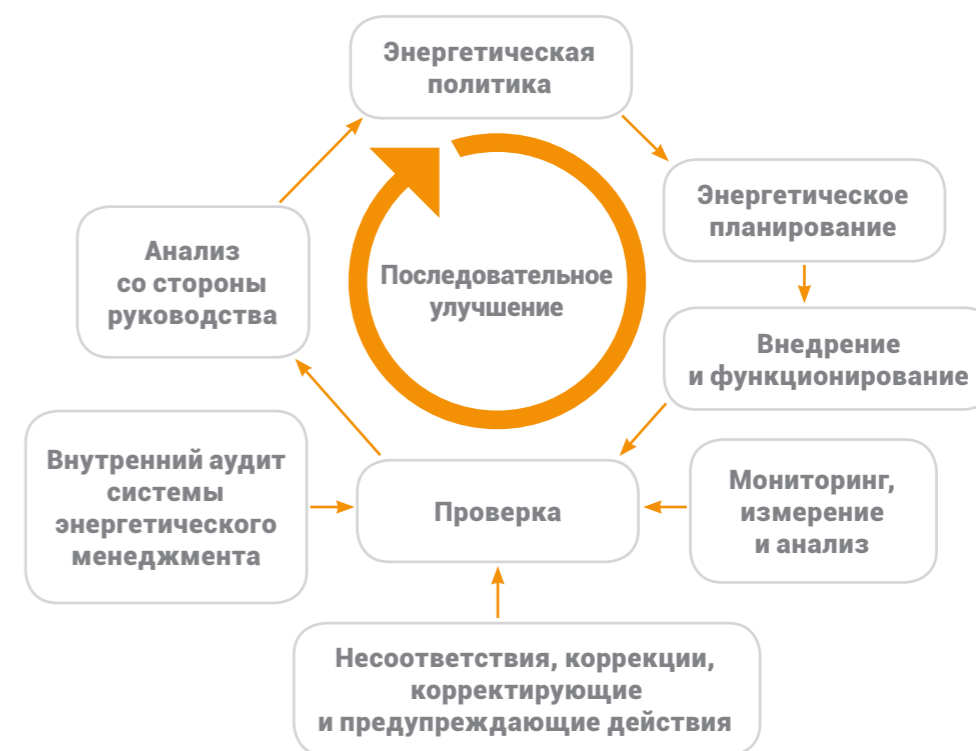 Энергетическая
политика
Энергетическое
планирование
Анализ
со стороны
руководства
Последовательное
улучшение
Внедрение
и функционирование
Внутренний аудит
системы
энергетического
менеджмента
Проверка
Мониторинг,
измерение
и анализ
Несоответствия, коррекции,
корректирующие
и предупреждающие действия